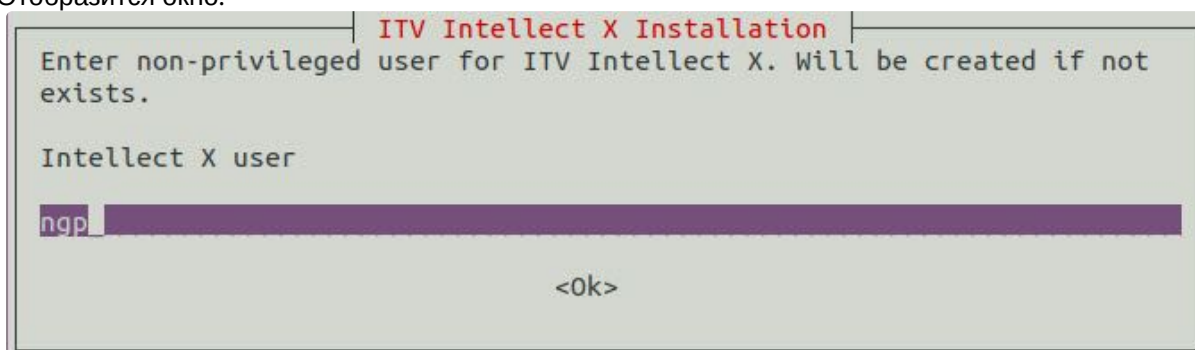 Отобразится окно:
ITV Intellect X Installation
Enter non-privileged user for ITV Intellect X. Will be created if not
exists.
Intellect X user
ngp_
<Ok>